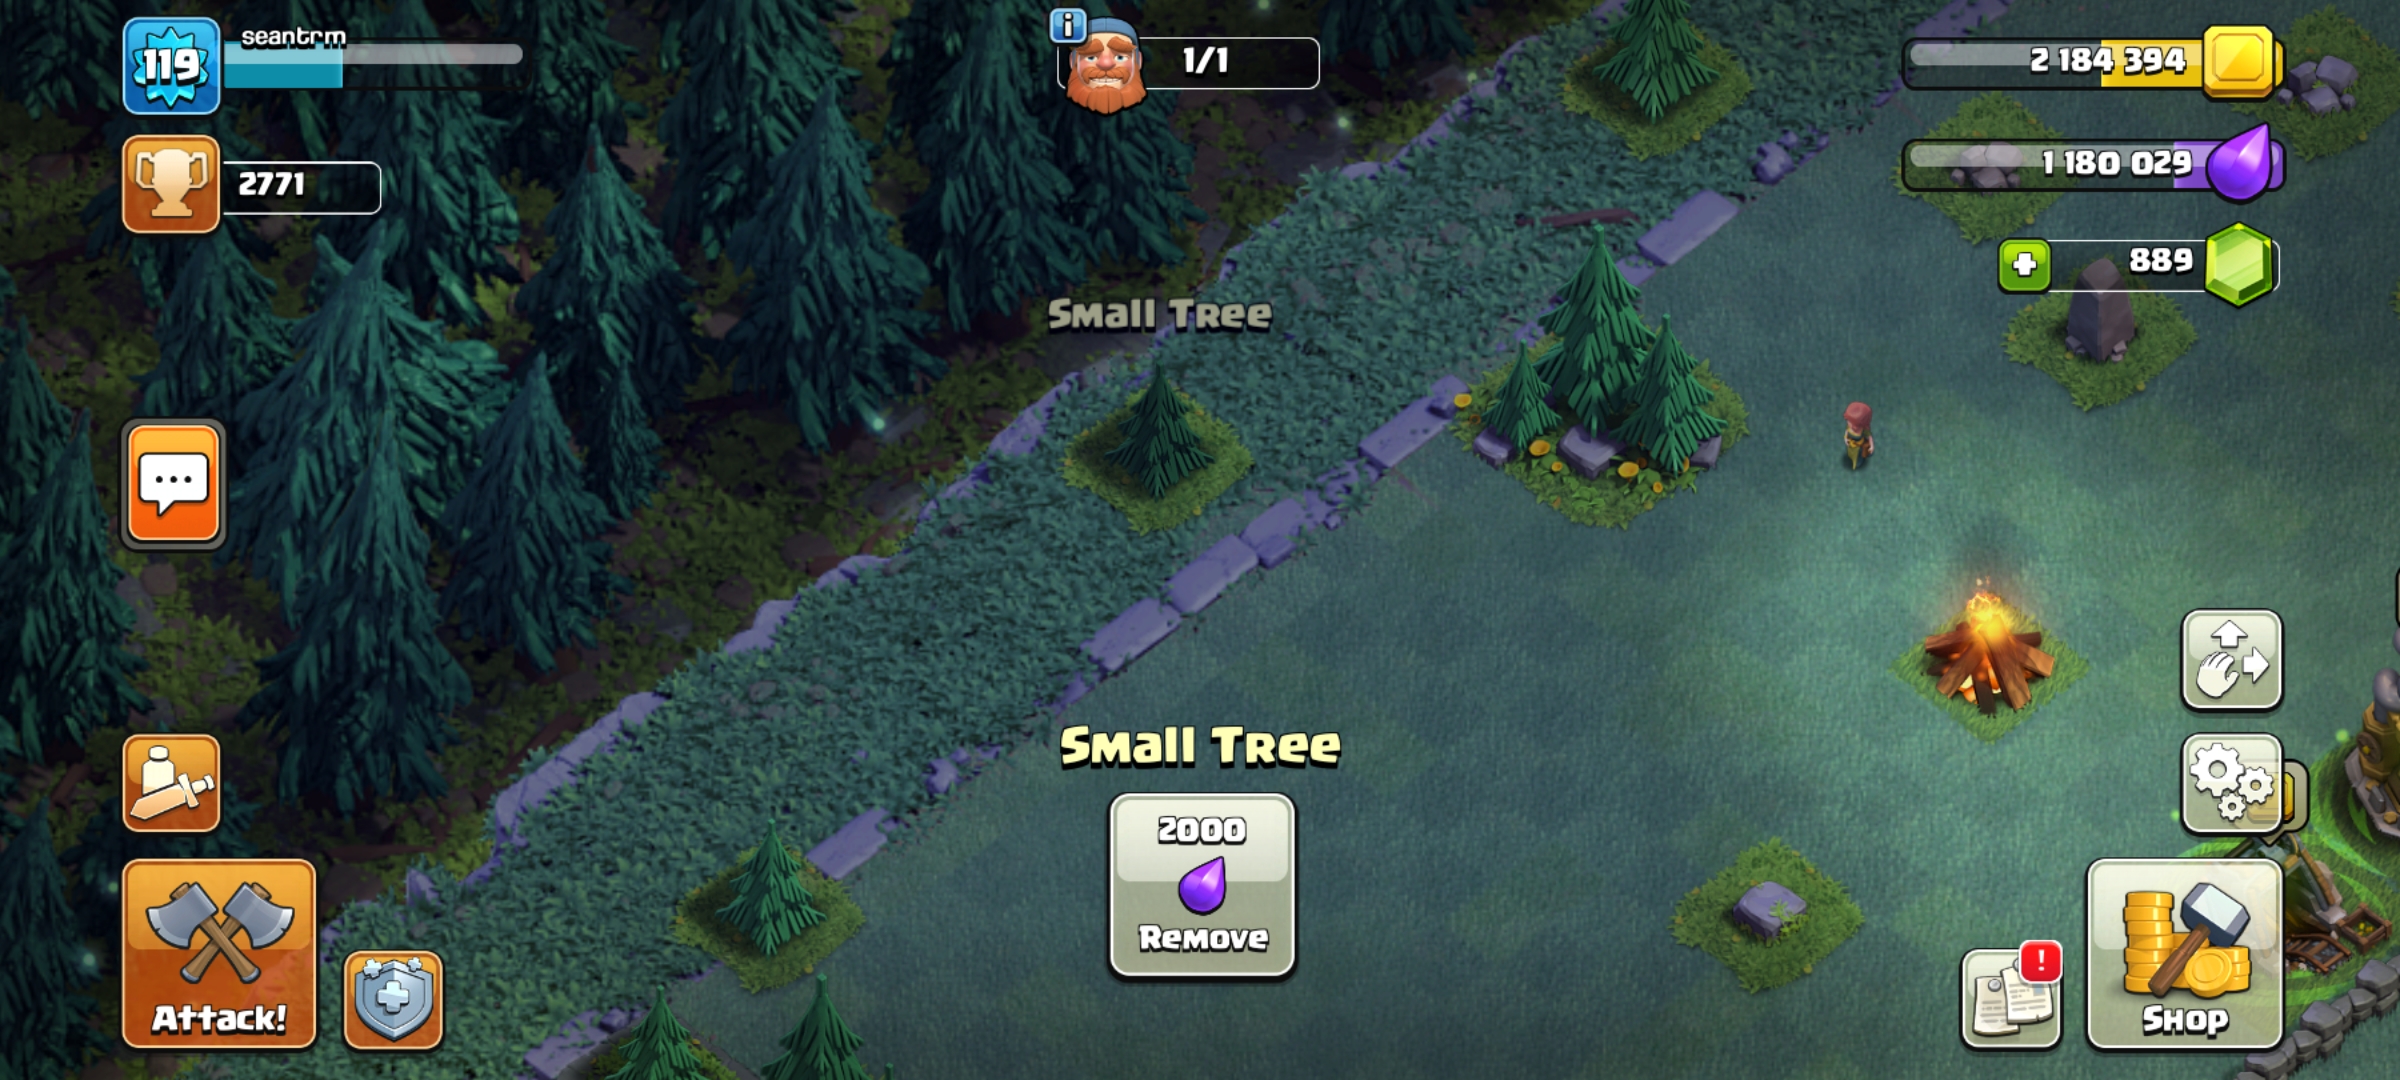 119
seantrm
1/1
2 184 394
2771
1 180 029
889
Small Tree
Small Tree
2000
Remove
Attack!
!
Shop